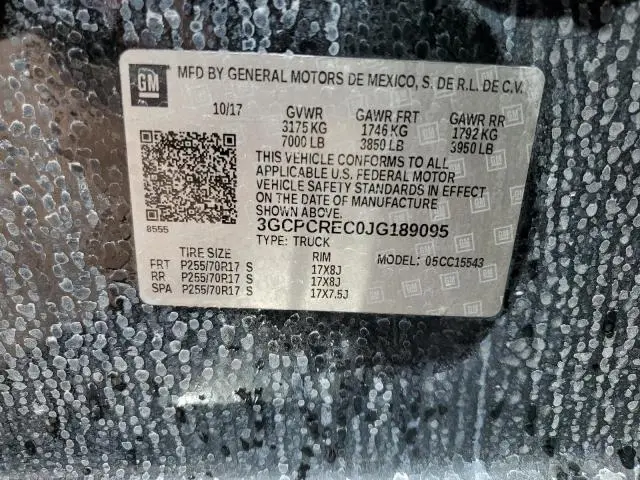 GM MFD BY GENERAL MOTORS DE MEXICO, S. DE R.L. DE C.V.
10/17 GVWR GAWR FRT GAWR RR
3175 KG 1746 KG 1792 KG
7000 LB 3850 LB 3950 LB
THIS VEHICLE CONFORMS TO ALL
APPLICABLE U.S. FEDERAL MOTOR
VEHICLE SAFETY STANDARDS IN EFFECT
ON THE DATE OF MANUFACTURE
SHOWN ABOVE.
8555 3GCPCREC0JG189095
TYPE: TRUCK
TIRE SIZE RIM MODEL: 05CC15543
FRT P255/70R17 S 17X8J
RR P255/70R17 S 17X8J
SPA P255/70R17 S 17X7.5J